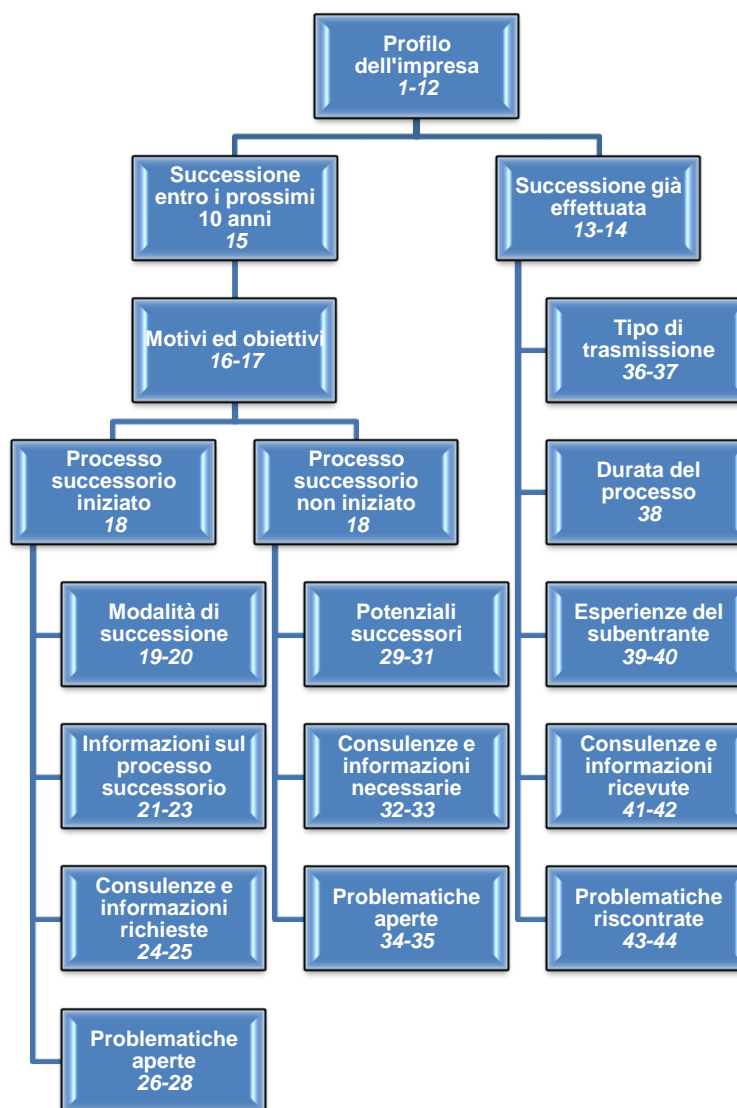 Profilo
dell'impresa
1-12
Successione
entro i prossimi
10 anni
15
Successione già
effettuata
13-14
Motivi ed obiettivi
16-17
Tipo di
trasmissione
36-37
Processo
successorio
iniziato
18
Processo
successorio
non iniziato
18
Durata del
processo
38
Modalità di
successione
19-20
Potenziali
successori
29-31
Esperienze del
subentrante
39-40
Informazioni sul
processo
successorio
21-23
Consulenze e
informazioni
necessarie
32-33
Consulenze e
informazioni
ricevute
41-42
Consulenze e
informazioni
richieste
24-25
Problematiche
aperte
34-35
Problematiche
riscontrate
43-44
Problematiche
aperte
26-28